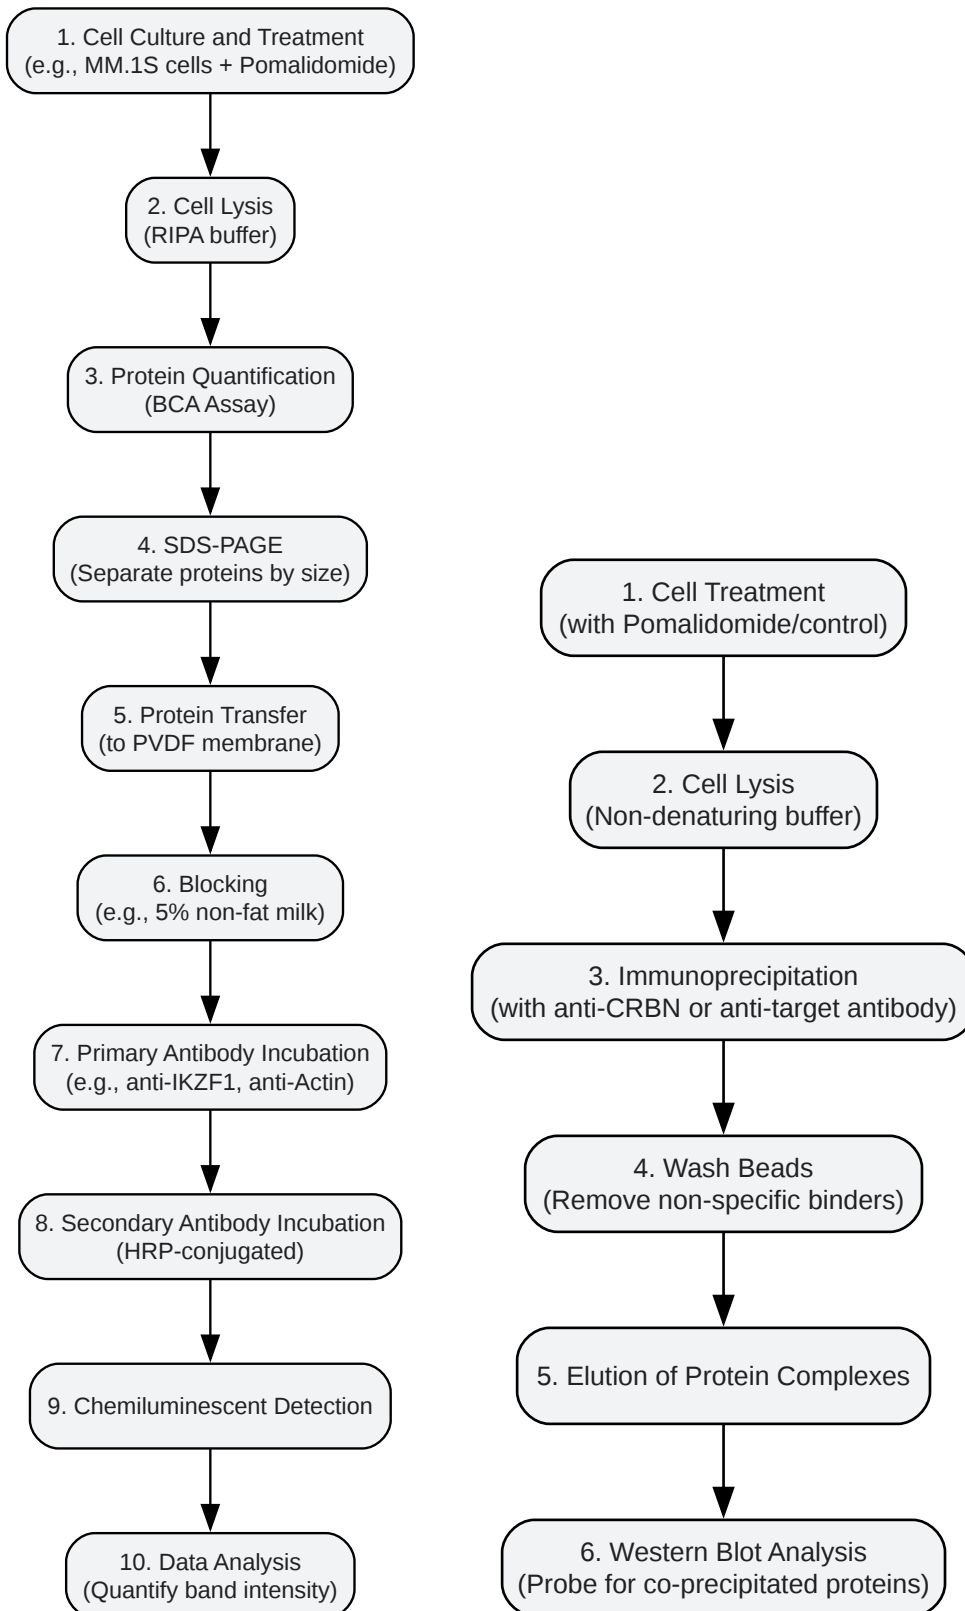 1. Cell Culture and Treatment
(e.g., MM.1S cells + Pomalidomide)
2. Cell Lysis
(RIPA buffer)
3. Protein Quantification
(BCA Assay)
4. SDS-PAGE
(Separate proteins by size)
5. Protein Transfer
(to PVDF membrane)
6. Blocking
(e.g., 5% non-fat milk)
7. Primary Antibody Incubation
(e.g., anti-IKZF1, anti-Actin)
8. Secondary Antibody Incubation
(HRP-conjugated)
9. Chemiluminescent Detection
10. Data Analysis
(Quantify band intensity)
1. Cell Treatment
(with Pomalidomide/control)
2. Cell Lysis
(Non-denaturing buffer)
3. Immunoprecipitation
(with anti-CRBN or anti-target antibody)
4. Wash Beads
(Remove non-specific binders)
5. Elution of Protein Complexes
6. Western Blot Analysis
(Probe for co-precipitated proteins)